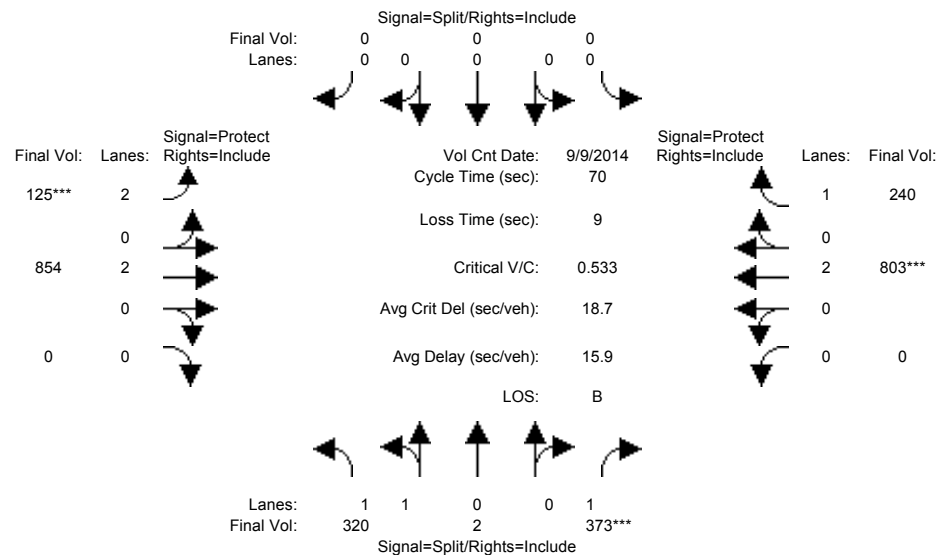 Signal=Split/Rights=Include
Final Vol: 0 0 0
Lanes: 0 0 0 0 0
Signal=Protect Signal=Protect
Final Vol: Lanes: Rights=Include Vol Cnt Date: 9/9/2014 Rights=Include Lanes: Final Vol:
Cycle Time (sec): 70
125*** 2 1 240
Loss Time (sec): 9
0 0
854 2 Critical V/C: 0.533 2 803***
0 Avg Crit Del (sec/veh): 18.7 0
0 0 Avg Delay (sec/veh): 15.9 0 0
LOS: B
Lanes: 1 1 0 0 1
Final Vol: 320 2 373***
Signal=Split/Rights=Include